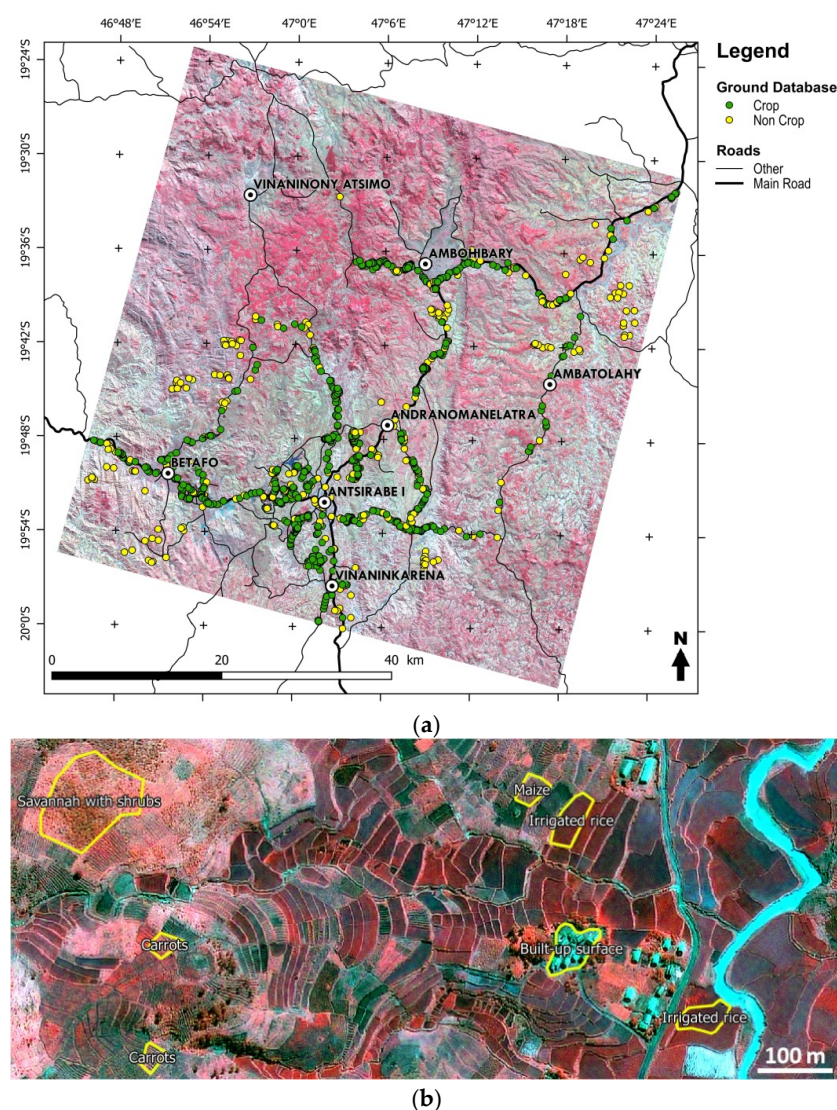 46°48'E 46°54'E 47°0'E 47°6'E 47°12'E 47°18'E 47°24'E
19°24'S
19°30'S
19°36'S
19°42'S
19°48'S
19°54'S
20°0'S
VINANINONY ATSIMO
AMBOHIBARY
AMBATOLAHY
ANDRANOMANELATRA
BETAFO
ANTSIRABE I
VINANINKARENA
0 20 40 km
N
Legend
Ground Database
Crop
Non Crop
Roads
Other
Main Road
(a)
Savannah with shrubs
Maize
Irrigated rice
Carrots
Built-up surface
Irrigated rice
Carrots
100 m
(b)